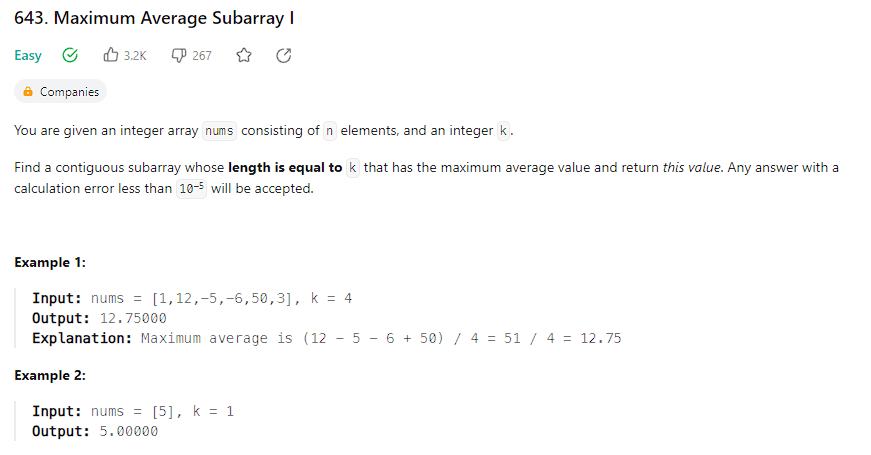 643. Maximum Average Subarray I
Easy 3.2K 267
Companies
You are given an integer array nums consisting of n elements, and an integer k.
Find a contiguous subarray whose length is equal to k that has the maximum average value and return this value. Any answer with a
calculation error less than 10⁻⁵ will be accepted.
Example 1:
Input: nums = [1,12,-5,-6,50,3], k = 4
Output: 12.75000
Explanation: Maximum average is (12 - 5 - 6 + 50) / 4 = 51 / 4 = 12.75
Example 2:
Input: nums = [5], k = 1
Output: 5.00000